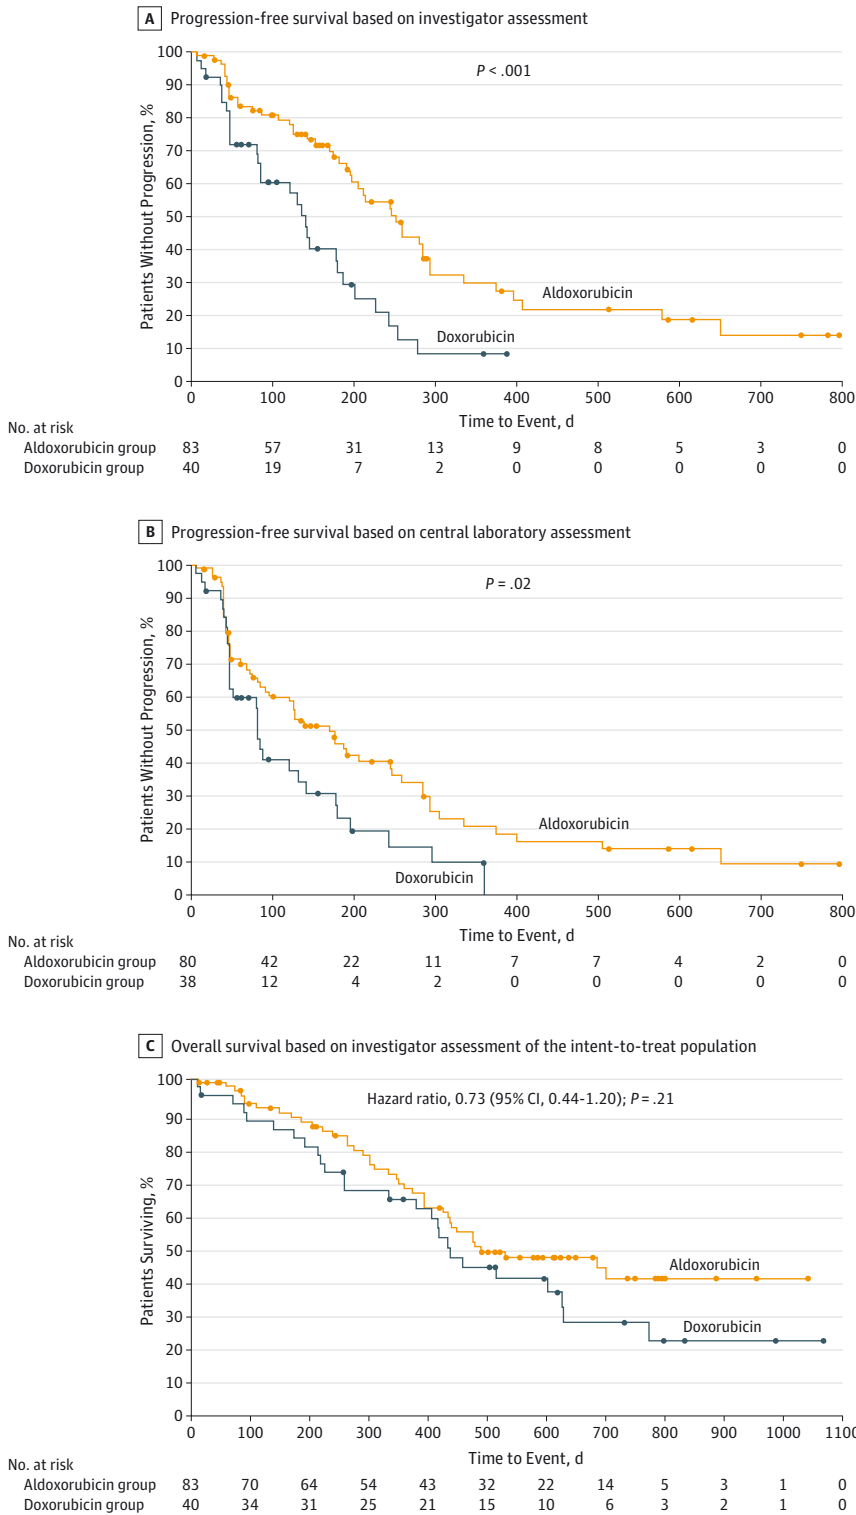 A Progression-free survival based on investigator assessment
100
90
80
70
60
50
40
30
20
10
0
Patients Without Progression, %
P < .001
Aldoxorubicin
Doxorubicin
0 100 200 300 400 500 600 700 800
Time to Event, d
No. at risk
Aldoxorubicin group 83 57 31 13 9 8 5 3 0
Doxorubicin group 40 19 7 2 0 0 0 0 0
B Progression-free survival based on central laboratory assessment
100
90
80
70
60
50
40
30
20
10
0
Patients Without Progression, %
P = .02
Aldoxorubicin
Doxorubicin
0 100 200 300 400 500 600 700 800
Time to Event, d
No. at risk
Aldoxorubicin group 80 42 22 11 7 7 4 2 0
Doxorubicin group 38 12 4 2 0 0 0 0 0
C Overall survival based on investigator assessment of the intent-to-treat population
100
90
80
70
60
50
40
30
20
10
0
Patients Surviving, %
Hazard ratio, 0.73 (95% CI, 0.44-1.20); P = .21
Aldoxorubicin
Doxorubicin
0 100 200 300 400 500 600 700 800 900 1000 1100
Time to Event, d
No. at risk
Aldoxorubicin group 83 70 64 54 43 32 22 14 5 3 1 0
Doxorubicin group 40 34 31 25 21 15 10 6 3 2 1 0